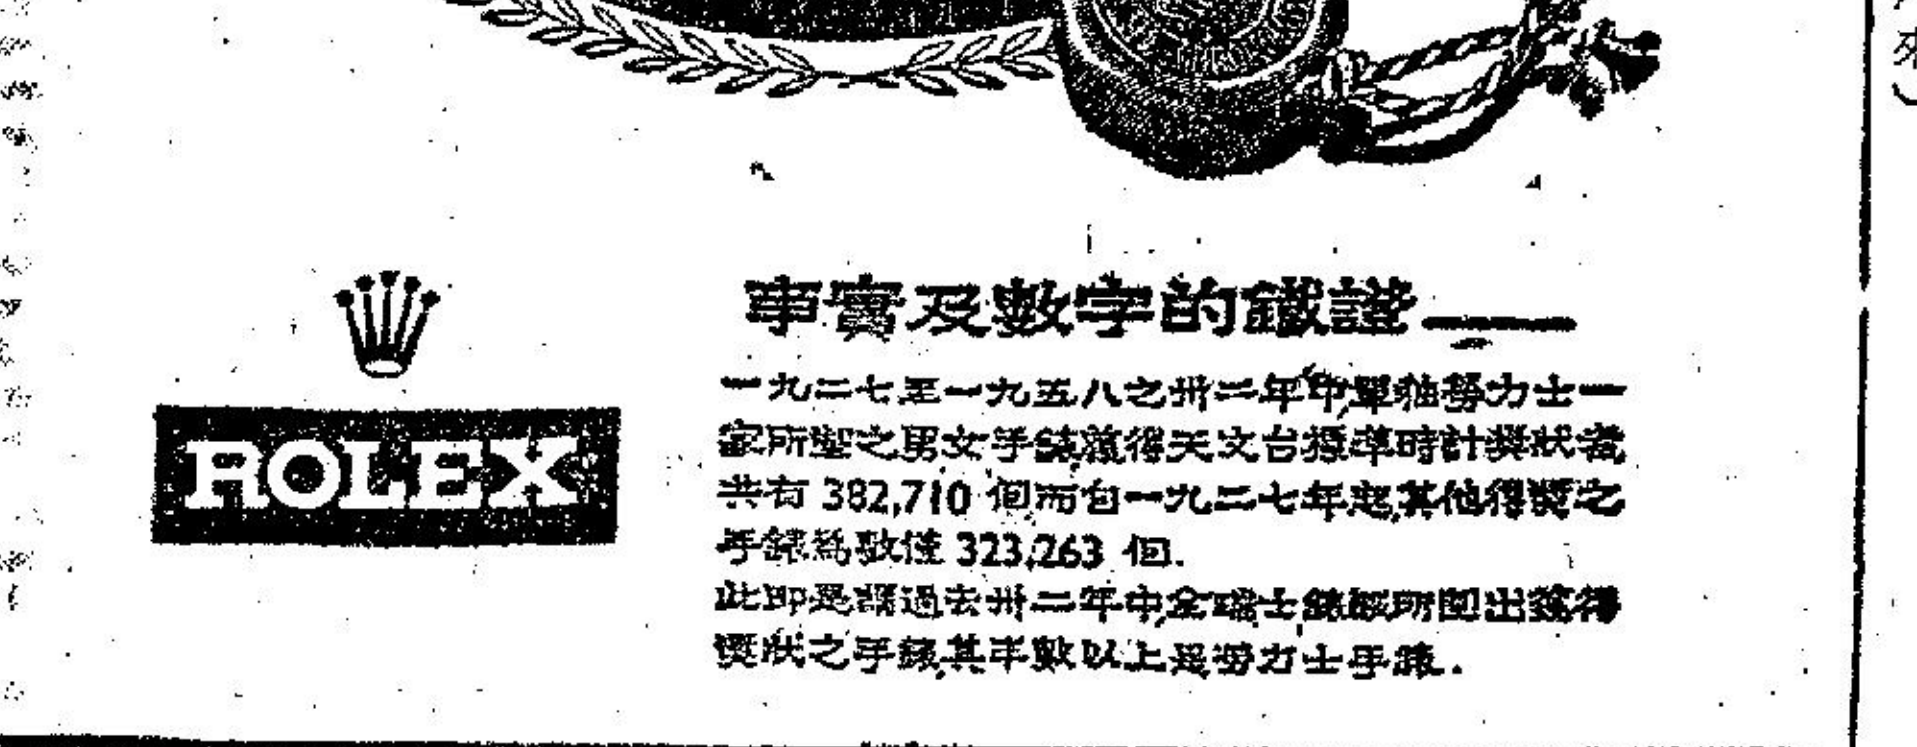 ROLEX
事實及數字的鐵證——
一九二七至一九五八之卅二年中,單獨勞力士一
家所製之男女手錶獲得天文台標準時計獎狀者
共有 382,710 個而自一九二七年起,其他得獎之
手錶為數僅 323,263 個.
此即是謂過去卅二年中,全瑞士錶廠所閞出獲得
獎狀之手錶,其半數以上是勞力士手錶.
來)